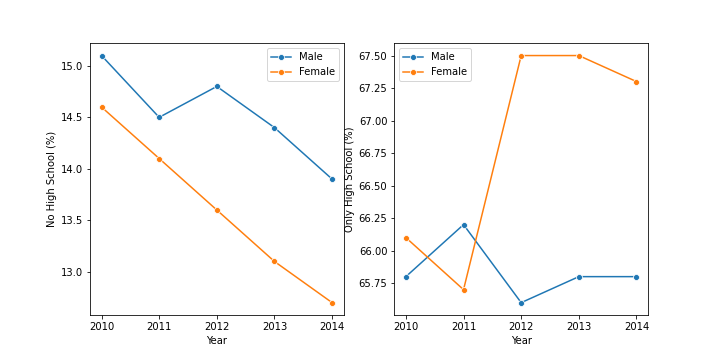 No High School (%)
15.0
14.5
14.0
13.5
13.0
2010 2011 2012 2013 2014
Year
Male
Female
Only High School (%)
67.50
67.25
67.00
66.75
66.50
66.25
66.00
65.75
2010 2011 2012 2013 2014
Year
Male
Female